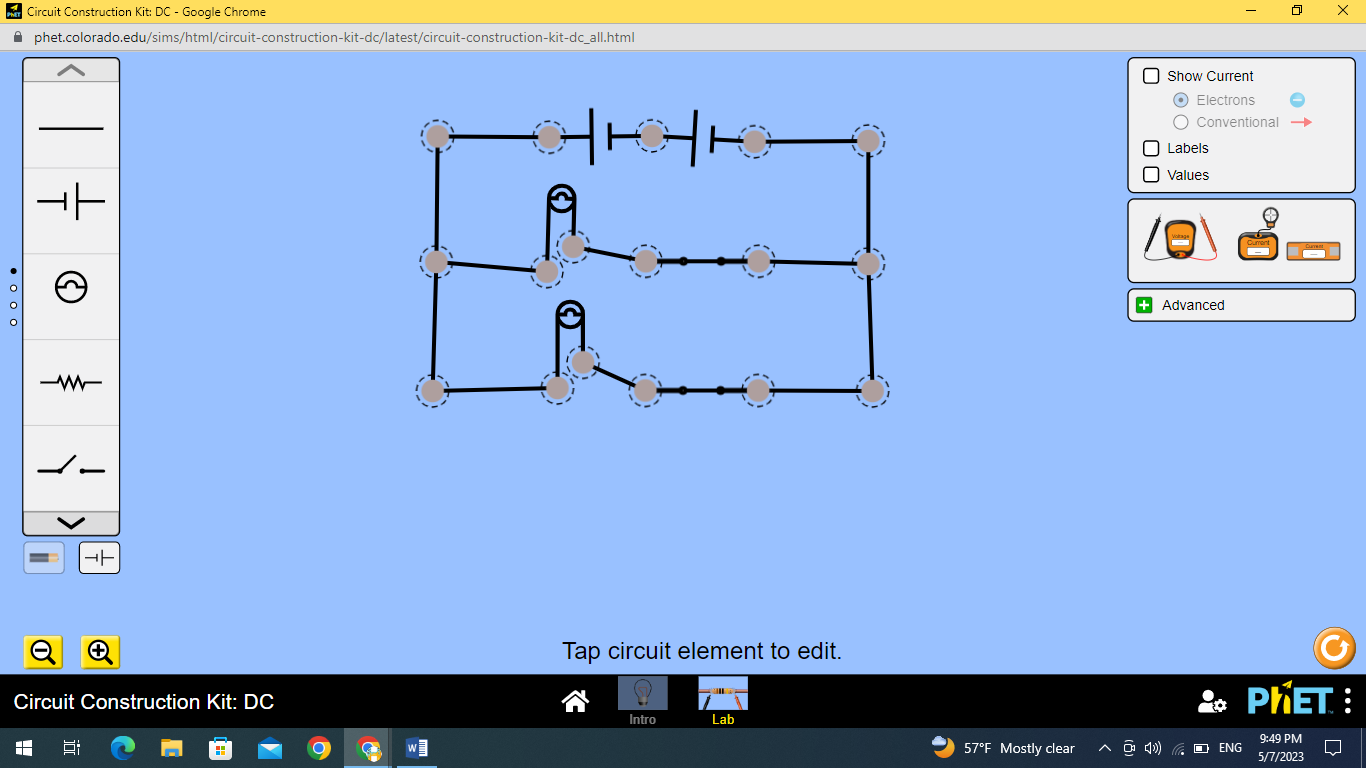 Circuit Construction Kit: DC - Google Chrome
phet.colorado.edu/sims/html/circuit-construction-kit-dc/latest/circuit-construction-kit-dc_all.html
Show Current
Electrons
Conventional
Labels
Values
Voltage
Current
Current
Advanced
Tap circuit element to edit.
Circuit Construction Kit: DC
Intro
Lab
PhET
57°F Mostly clear
ENG
9:49 PM
5/7/2023